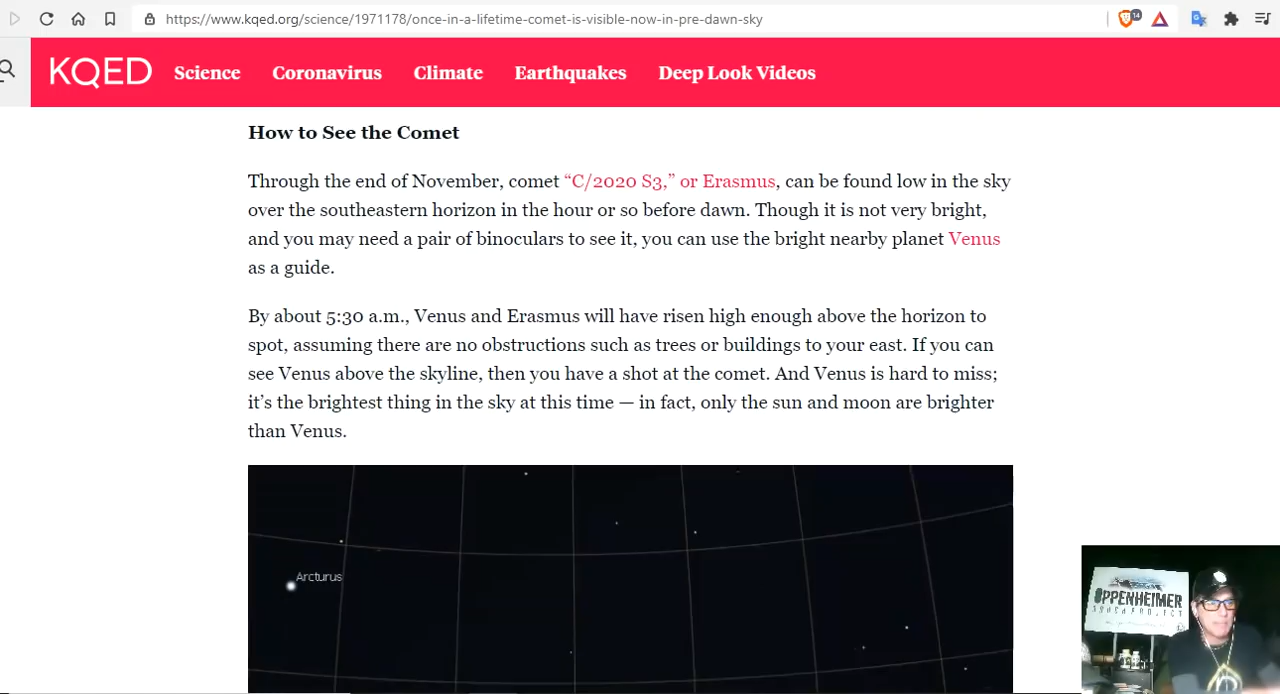 https://www.kqed.org/science/1971178/once-in-a-lifetime-comet-is-visible-now-in-pre-dawn-sky
14
KQED Science Coronavirus Climate Earthquakes Deep Look Videos
How to See the Comet
Through the end of November, comet “C/2020 S3,” or Erasmus, can be found low in the sky
over the southeastern horizon in the hour or so before dawn. Though it is not very bright,
and you may need a pair of binoculars to see it, you can use the bright nearby planet Venus
as a guide.
By about 5:30 a.m., Venus and Erasmus will have risen high enough above the horizon to
spot, assuming there are no obstructions such as trees or buildings to your east. If you can
see Venus above the skyline, then you have a shot at the comet. And Venus is hard to miss;
it’s the brightest thing in the sky at this time — in fact, only the sun and moon are brighter
than Venus.
Arcturus
OPPENHEIMER